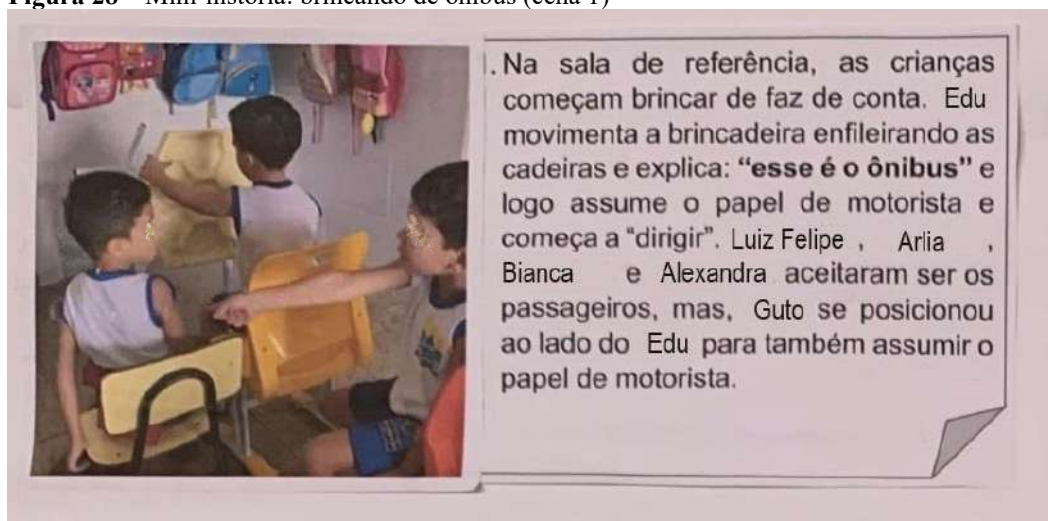 Figura 28 – Mini-história: brincando de ônibus (cena 1)
. Na sala de referência, as crianças
começam brincar de faz de conta. Edu
movimenta a brincadeira enfileirando as
cadeiras e explica: “esse é o ônibus” e
logo assume o papel de motorista e
começa a “dirigir”. Luiz Felipe , Arlia ,
Bianca e Alexandra aceitaram ser os
passageiros, mas, Guto se posicionou
ao lado do Edu para também assumir o
papel de motorista.